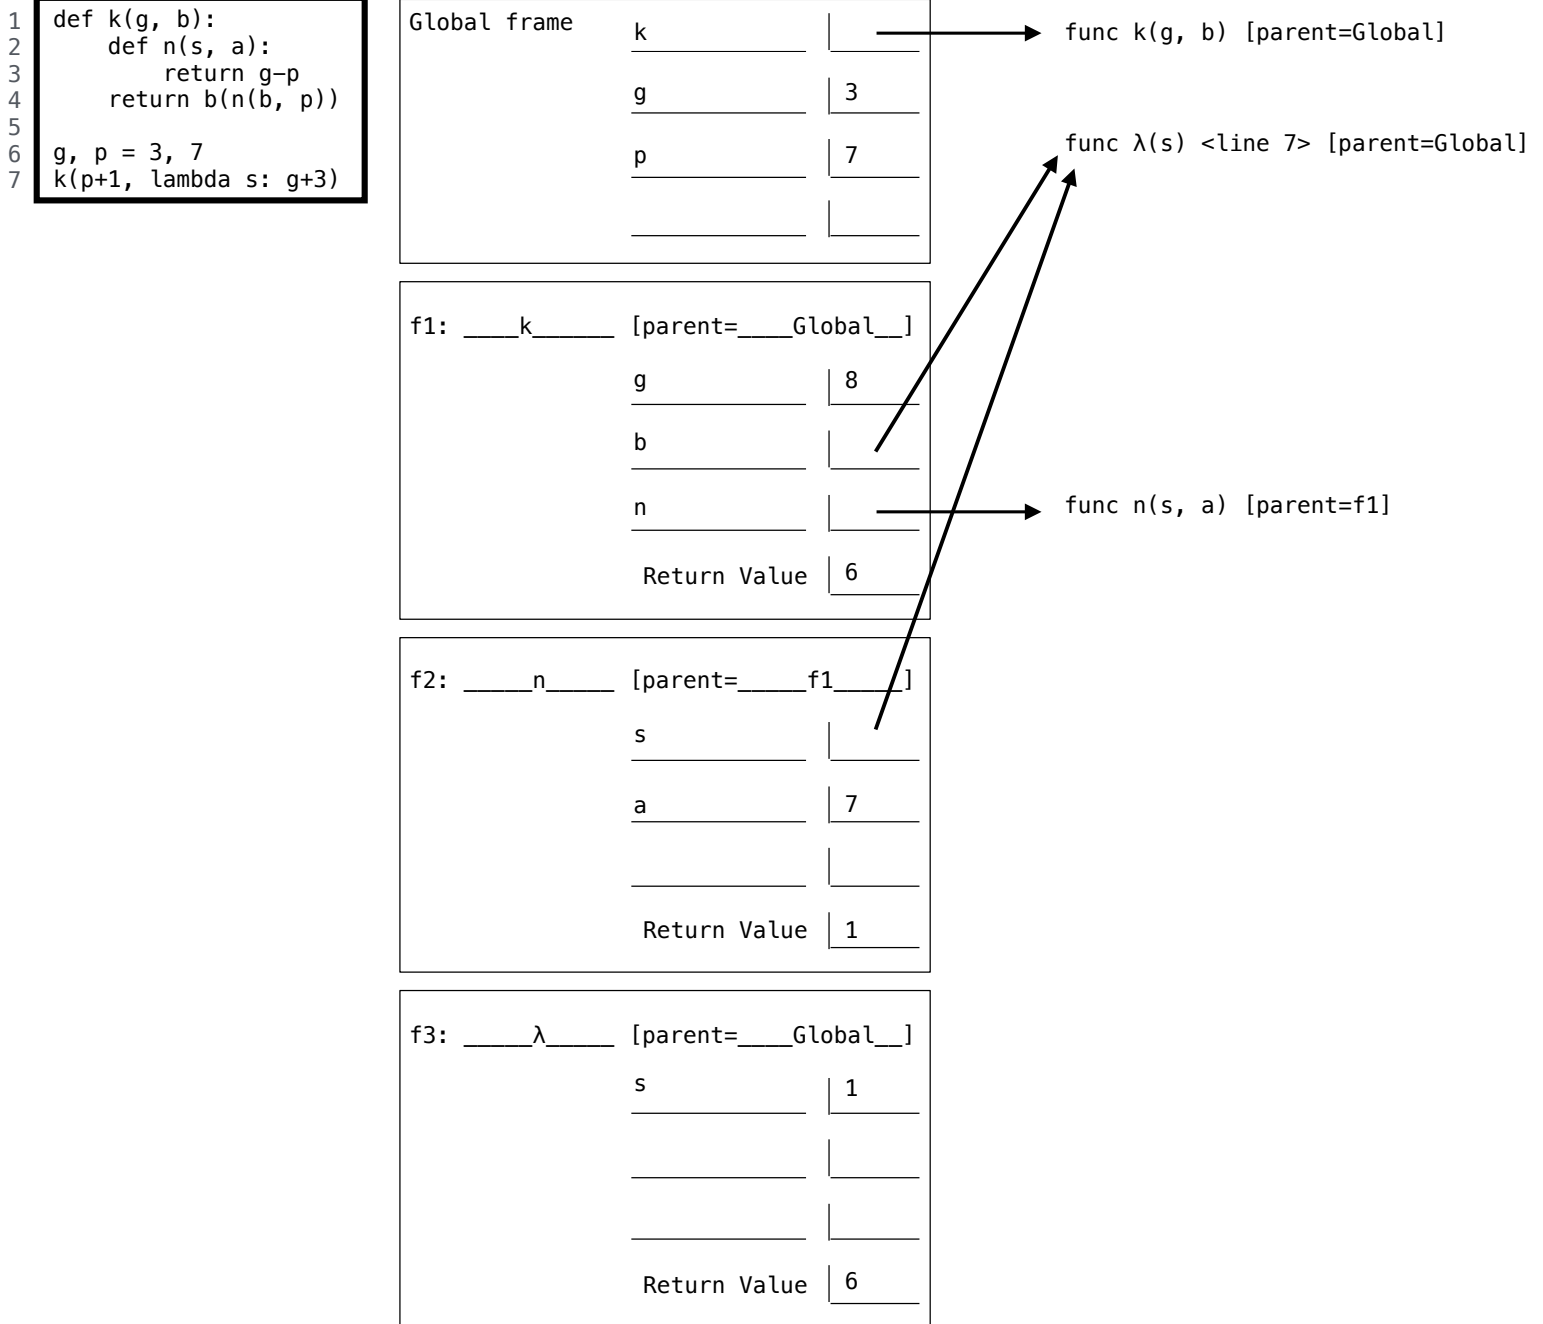 1 def k(g, b):
2     def n(s, a):
3         return g-p
4     return b(n(b, p))
5
6 g, p = 3, 7
7 k(p+1, lambda s: g+3)
Global frame
k
func k(g, b) [parent=Global]
g 3
p 7
func λ(s) <line 7> [parent=Global]
f1: ____k______ [parent=____Global__]
g 8
b
n
func n(s, a) [parent=f1]
Return Value 6
f2: _____n_____ [parent=_____f1_____]
s
a 7
Return Value 1
f3: _____λ_____ [parent=____Global__]
s 1
Return Value 6